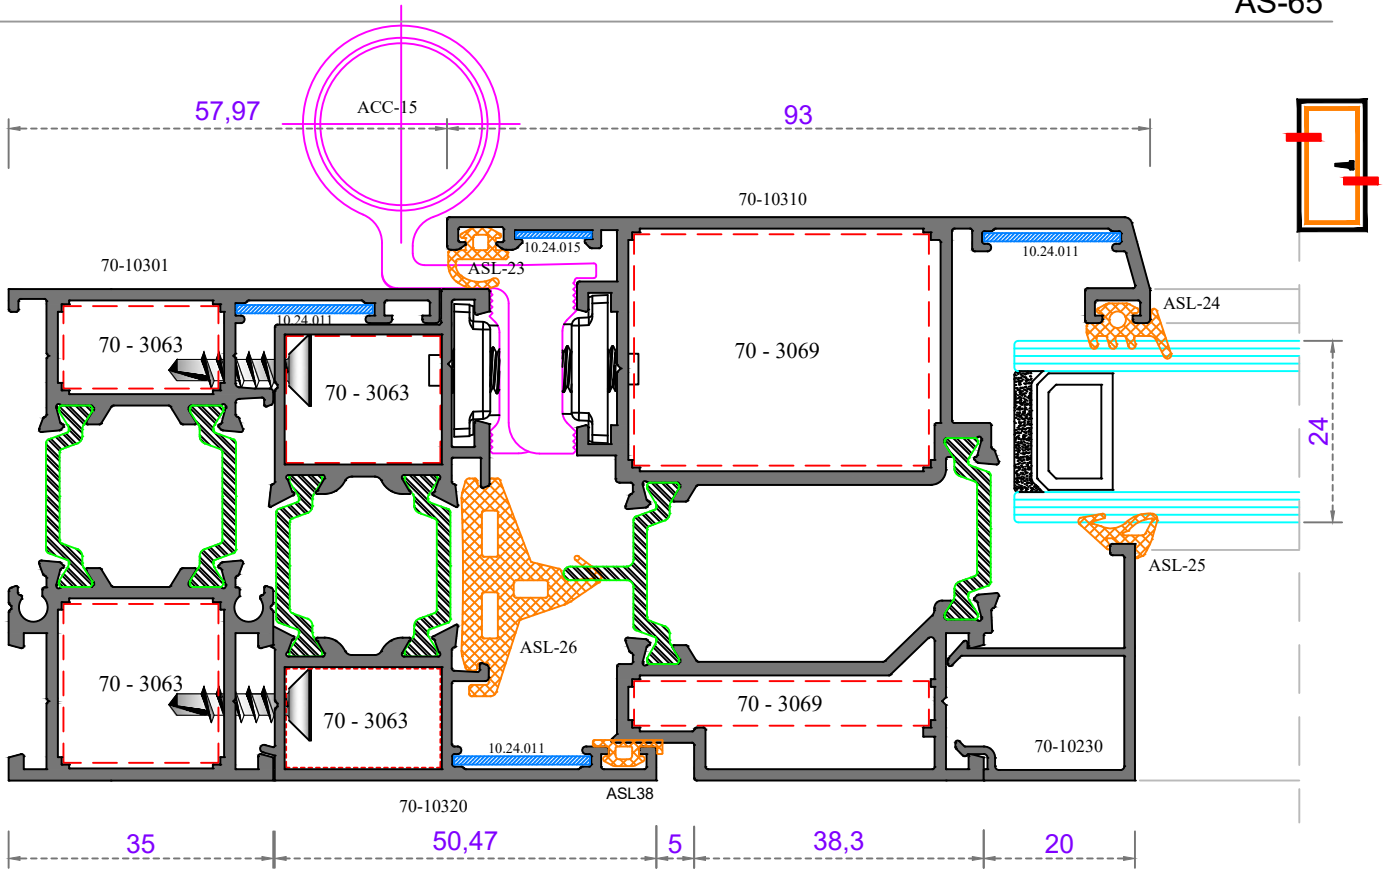 AS-65
57,97
ACC-15
93
70-10310
10.24.015
10.24.011
70-10301
ASL-23
ASL-24
10.24.011
70 - 3063
70 - 3069
70 - 3063
24
ASL-25
ASL-26
70 - 3063
70 - 3069
70 - 3063
10.24.011
70-10230
ASL38
70-10320
35
50,47
5
38,3
20